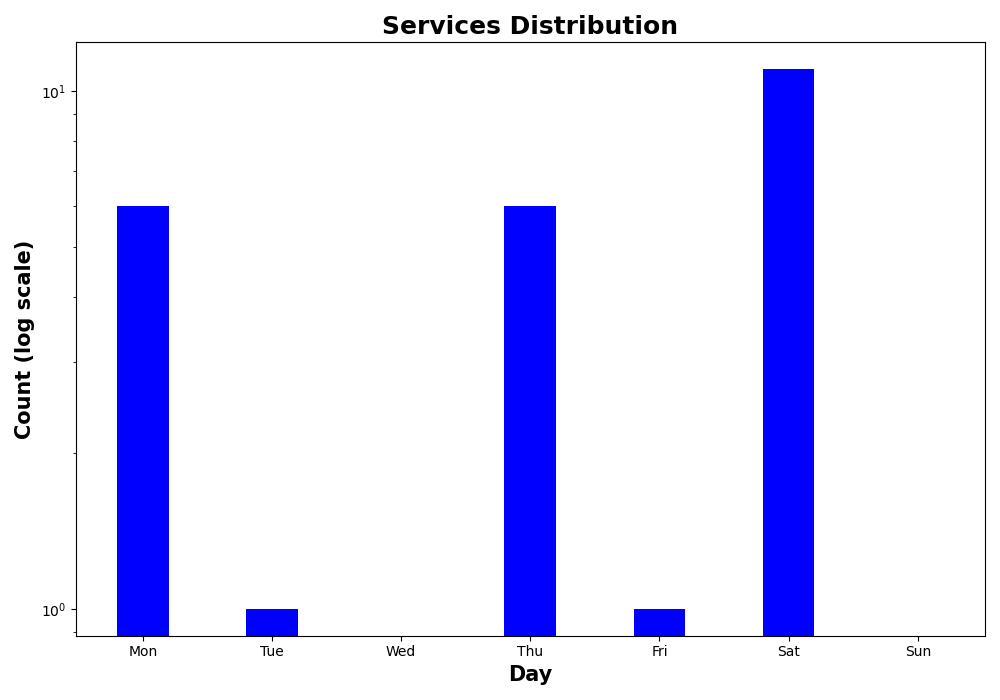 Services Distribution
Count (log scale)
10¹
10⁰
Mon Tue Wed Thu Fri Sat Sun
Day